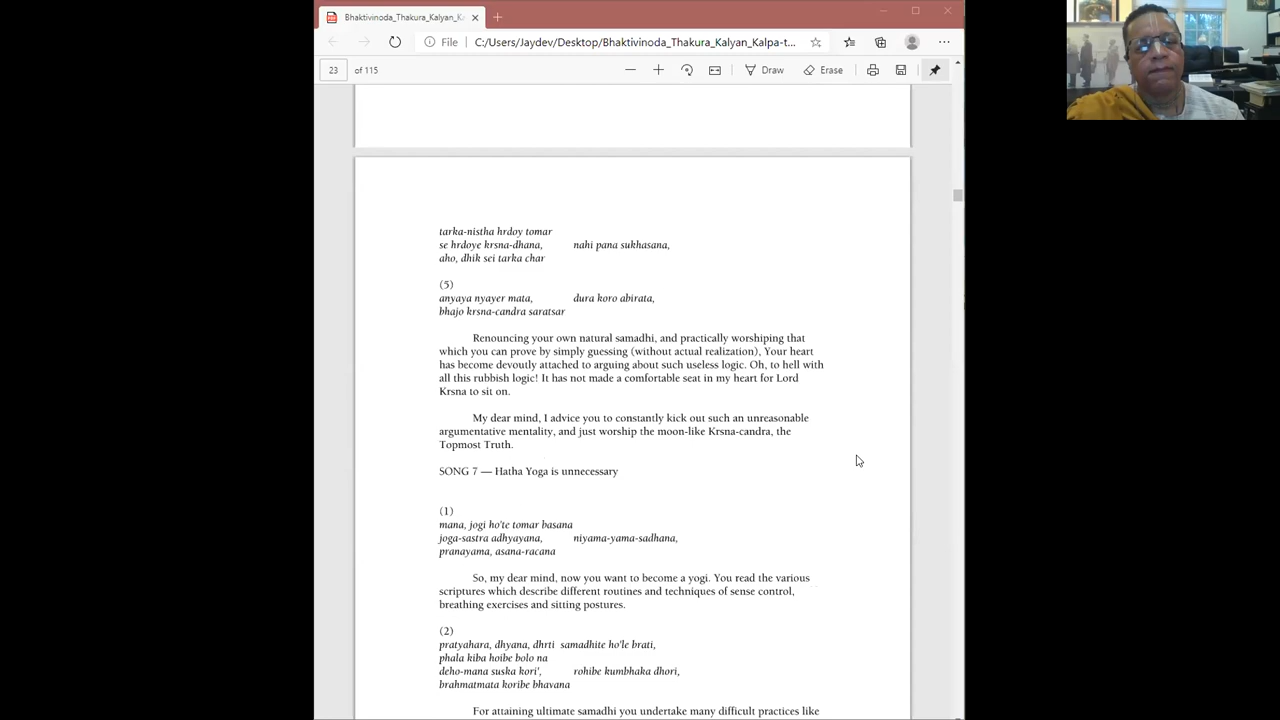 Bhaktivinoda_Thakura_Kalyan_Ka
File
C:/Users/Jaydev/Desktop/Bhaktivinoda_Thakura_Kalyan_Kalpa-t...
23 of 115
Draw
Erase
tarka-nistha hrdoy tomar
se hrdoye krsna-dhana, nahi pana sukhasana,
aho, dhik sei tarka char
(5)
anyaya nyayer mata, dura koro abirata,
bhajo krsna-candra saratsar
Renouncing your own natural samadhi, and practically worshiping that
which you can prove by simply guessing (without actual realization), Your heart
has become devoutly attached to arguing about such useless logic. Oh, to hell with
all this rubbish logic! It has not made a comfortable seat in my heart for Lord
Krsna to sit on.
My dear mind, I advice you to constantly kick out such an unreasonable
argumentative mentality, and just worship the moon-like Krsna-candra, the
Topmost Truth.
SONG 7 — Hatha Yoga is unnecessary
(1)
mana, jogi ho'te tomar basana
joga-sastra adhyayana, niyama-yama-sadhana,
pranayama, asana-racana
So, my dear mind, now you want to become a yogi. You read the various
scriptures which describe different routines and techniques of sense control,
breathing exercises and sitting postures.
(2)
pratyahara, dhyana, dhrti samadhite ho'le brati,
phala kiba hoibe bolo na
deho-mana suska kori', rohibe kumbhaka dhori,
brahmatmata koribe bhavana
For attaining ultimate samadhi you undertake many difficult practices like